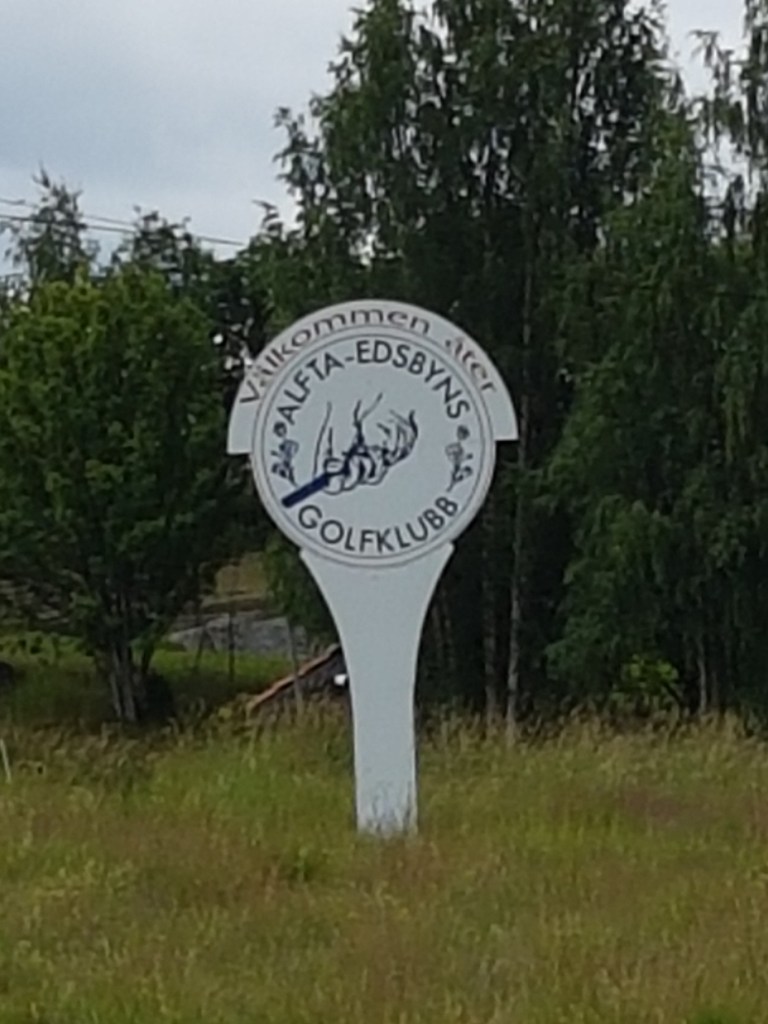 Välkommen åter
ALFTA-EDSBYNS
GOLFKLUBB